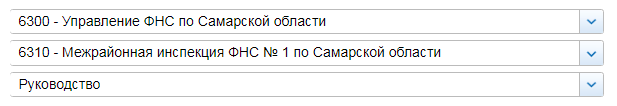 6300 - Управление ФНС по Самарской области
6310 - Межрайонная инспекция ФНС № 1 по Самарской области
Руководство